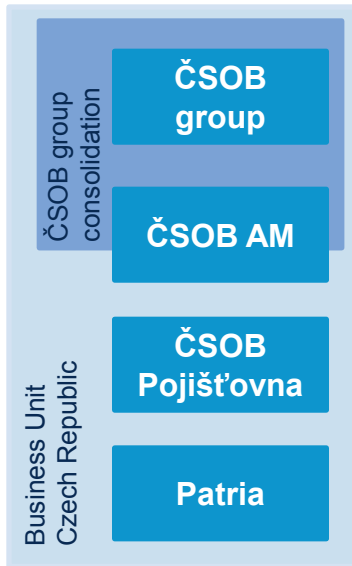 ČSOB group
consolidation
ČSOB
group
ČSOB AM
Business Unit
Czech Republic
ČSOB
Pojišťovna
Patria